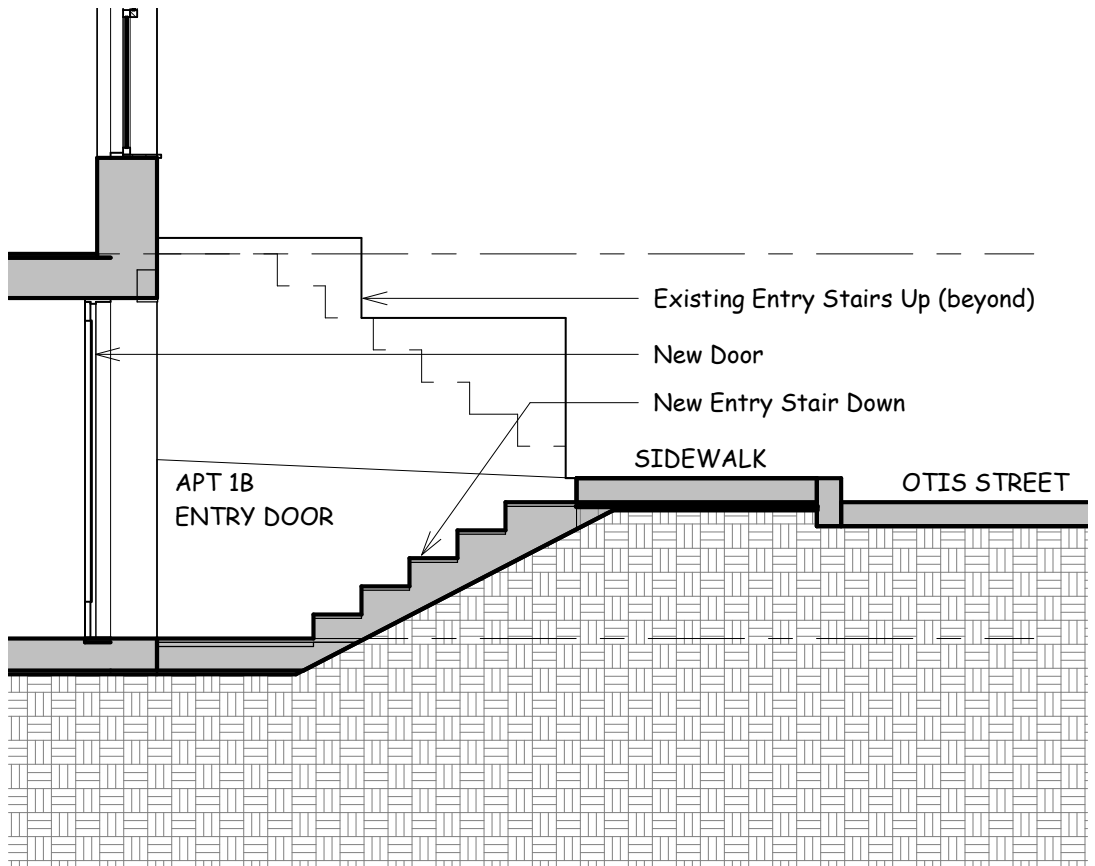 Existing Entry Stairs Up (beyond)
New Door
New Entry Stair Down
SIDEWALK
APT 1B
ENTRY DOOR
OTIS STREET